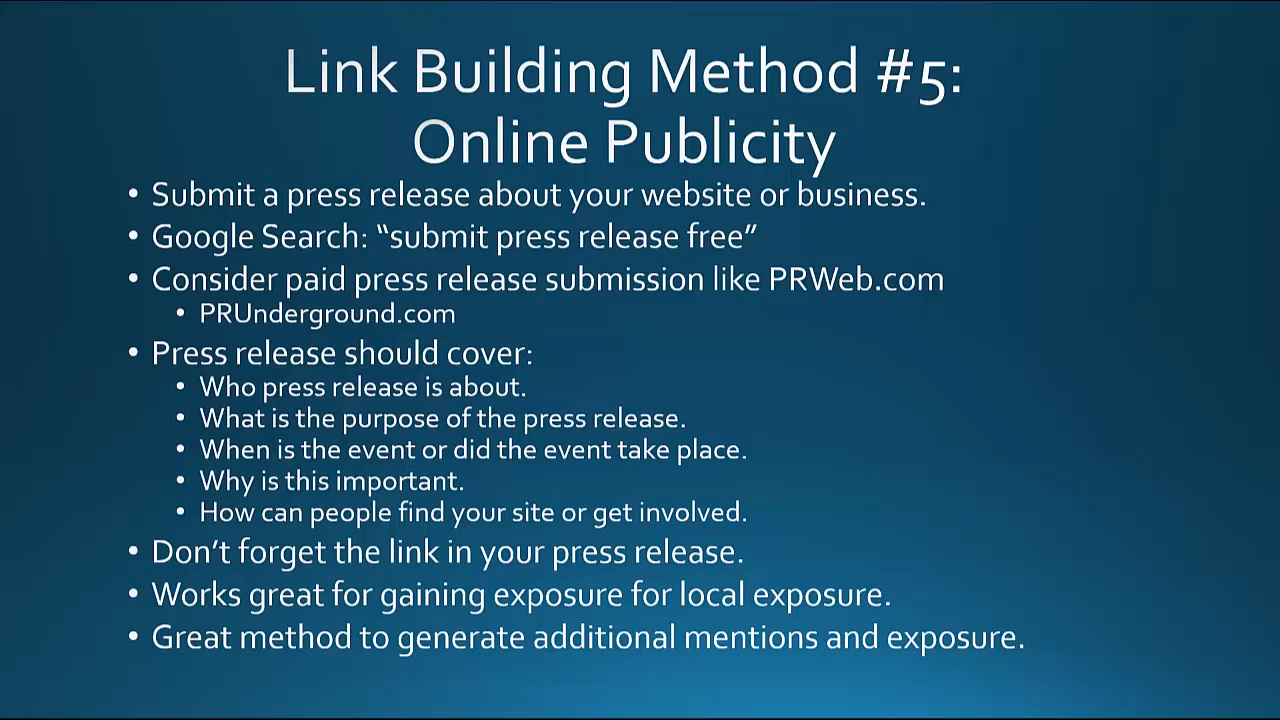 Link Building Method #5:
Online Publicity
• Submit a press release about your website or business.
• Google Search: “submit press release free”
• Consider paid press release submission like PRWeb.com
• PRUnderground.com
• Press release should cover:
• Who press release is about.
• What is the purpose of the press release.
• When is the event or did the event take place.
• Why is this important.
• How can people find your site or get involved.
• Don’t forget the link in your press release.
• Works great for gaining exposure for local exposure.
• Great method to generate additional mentions and exposure.